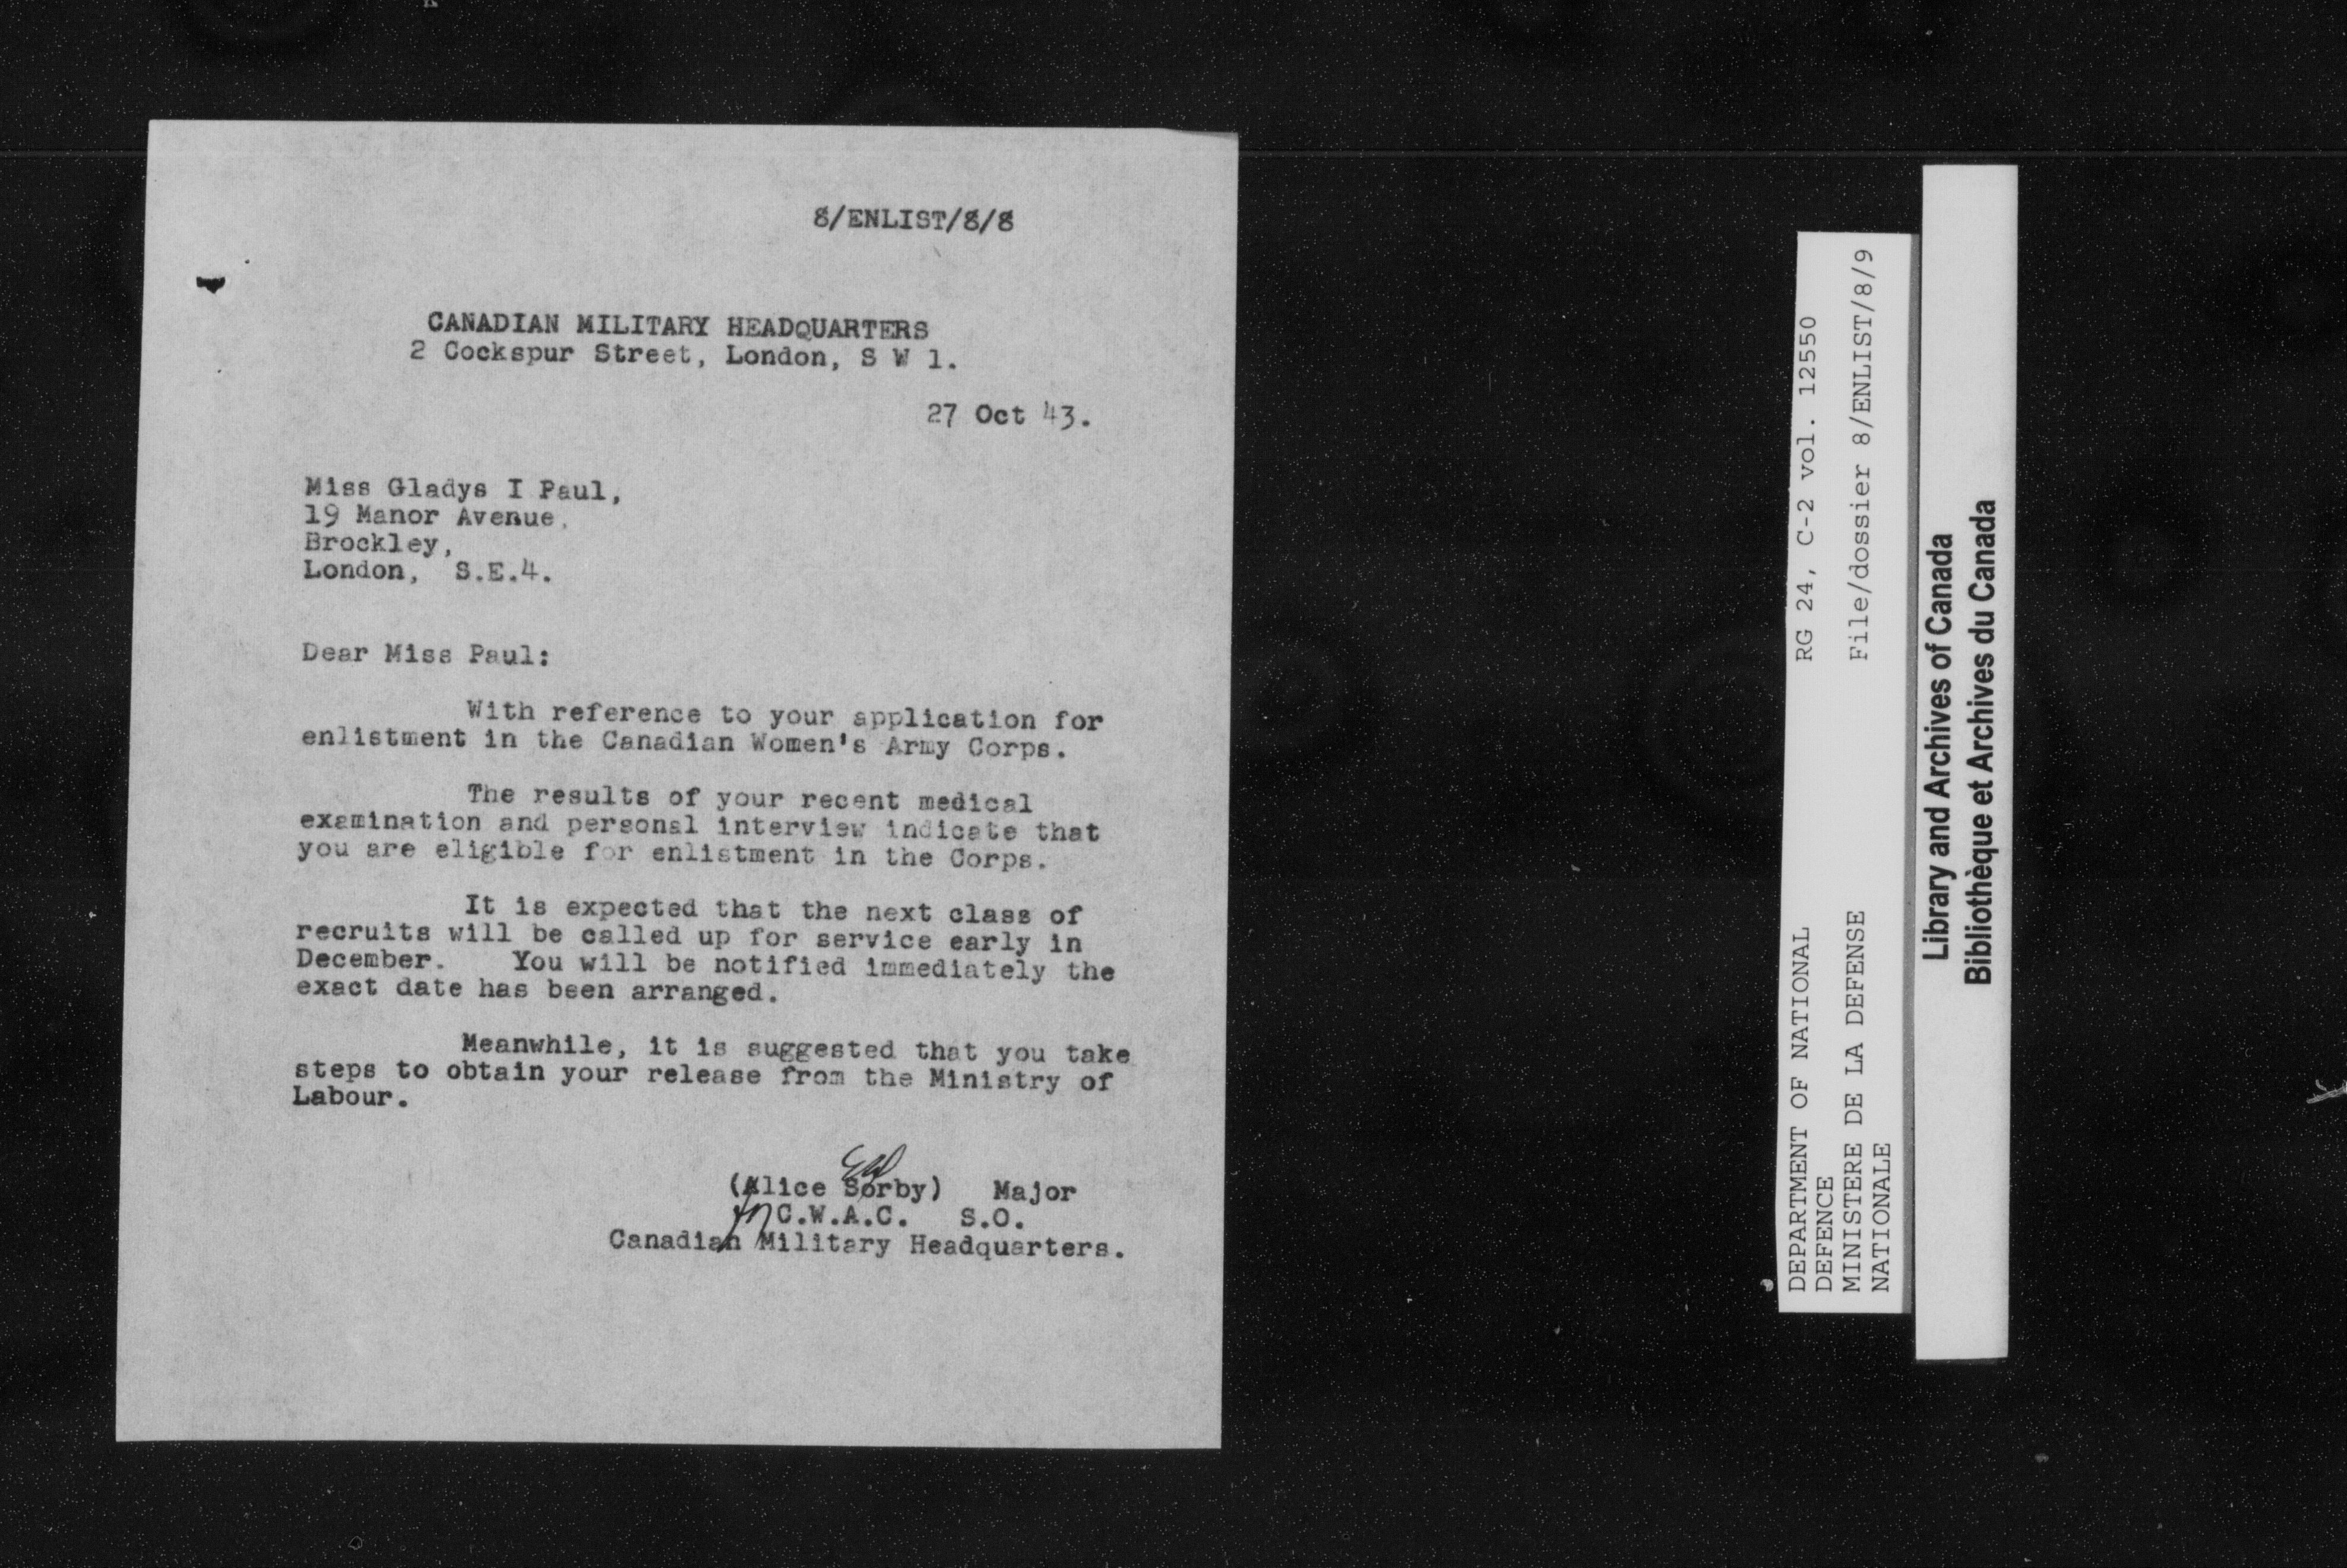 8/ENLIST/8/8
CANADIAN MILITARY HEADQUARTERS
2 Cockspur Street, London, S W 1.
27 Oct 43.
Miss Gladys I Paul,
19 Manor Avenue,
Brockley,
London, S.E.4.
Dear Miss Paul:
With reference to your application for
enlistment in the Canadian Women's Army Corps.
The results of your recent medical
examination and personal interview indicate that
you are eligible for enlistment in the Corps.
It is expected that the next class of
recruits will be called up for service early in
December. You will be notified immediately the
exact date has been arranged.
Meanwhile, it is suggested that you take
steps to obtain your release from the Ministry of
Labour.
(Alice Sorby) Major
for C.W.A.C. S.O.
Canadian Military Headquarters.
DEPARTMENT OF NATIONAL
DEFENCE
MINISTERE DE LA DEFENSE
NATIONALE
RG 24, C-2 vol. 12550
File/dossier 8/ENLIST/8/9
Library and Archives of Canada
Bibliothèque et Archives du Canada